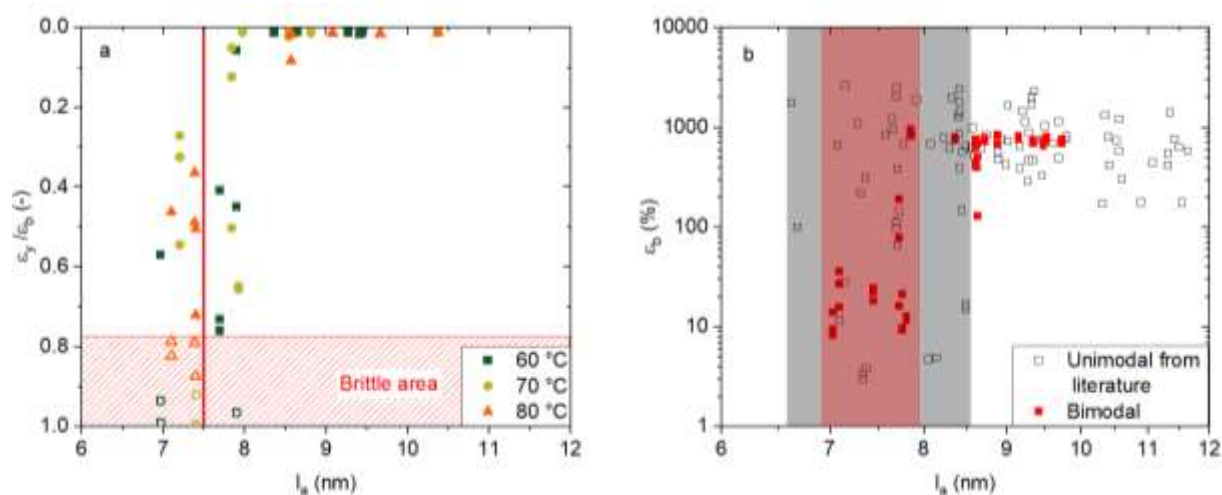 a
0.0
0.2
0.4
0.6
0.8
1.0
εy/εb (-)
Brittle area
60 °C
70 °C
80 °C
6 7 8 9 10 11 12
la (nm)
b
10000
1000
100
10
1
εb (%)
Unimodal from
literature
Bimodal
7 8 9 10 11 12
la (nm)